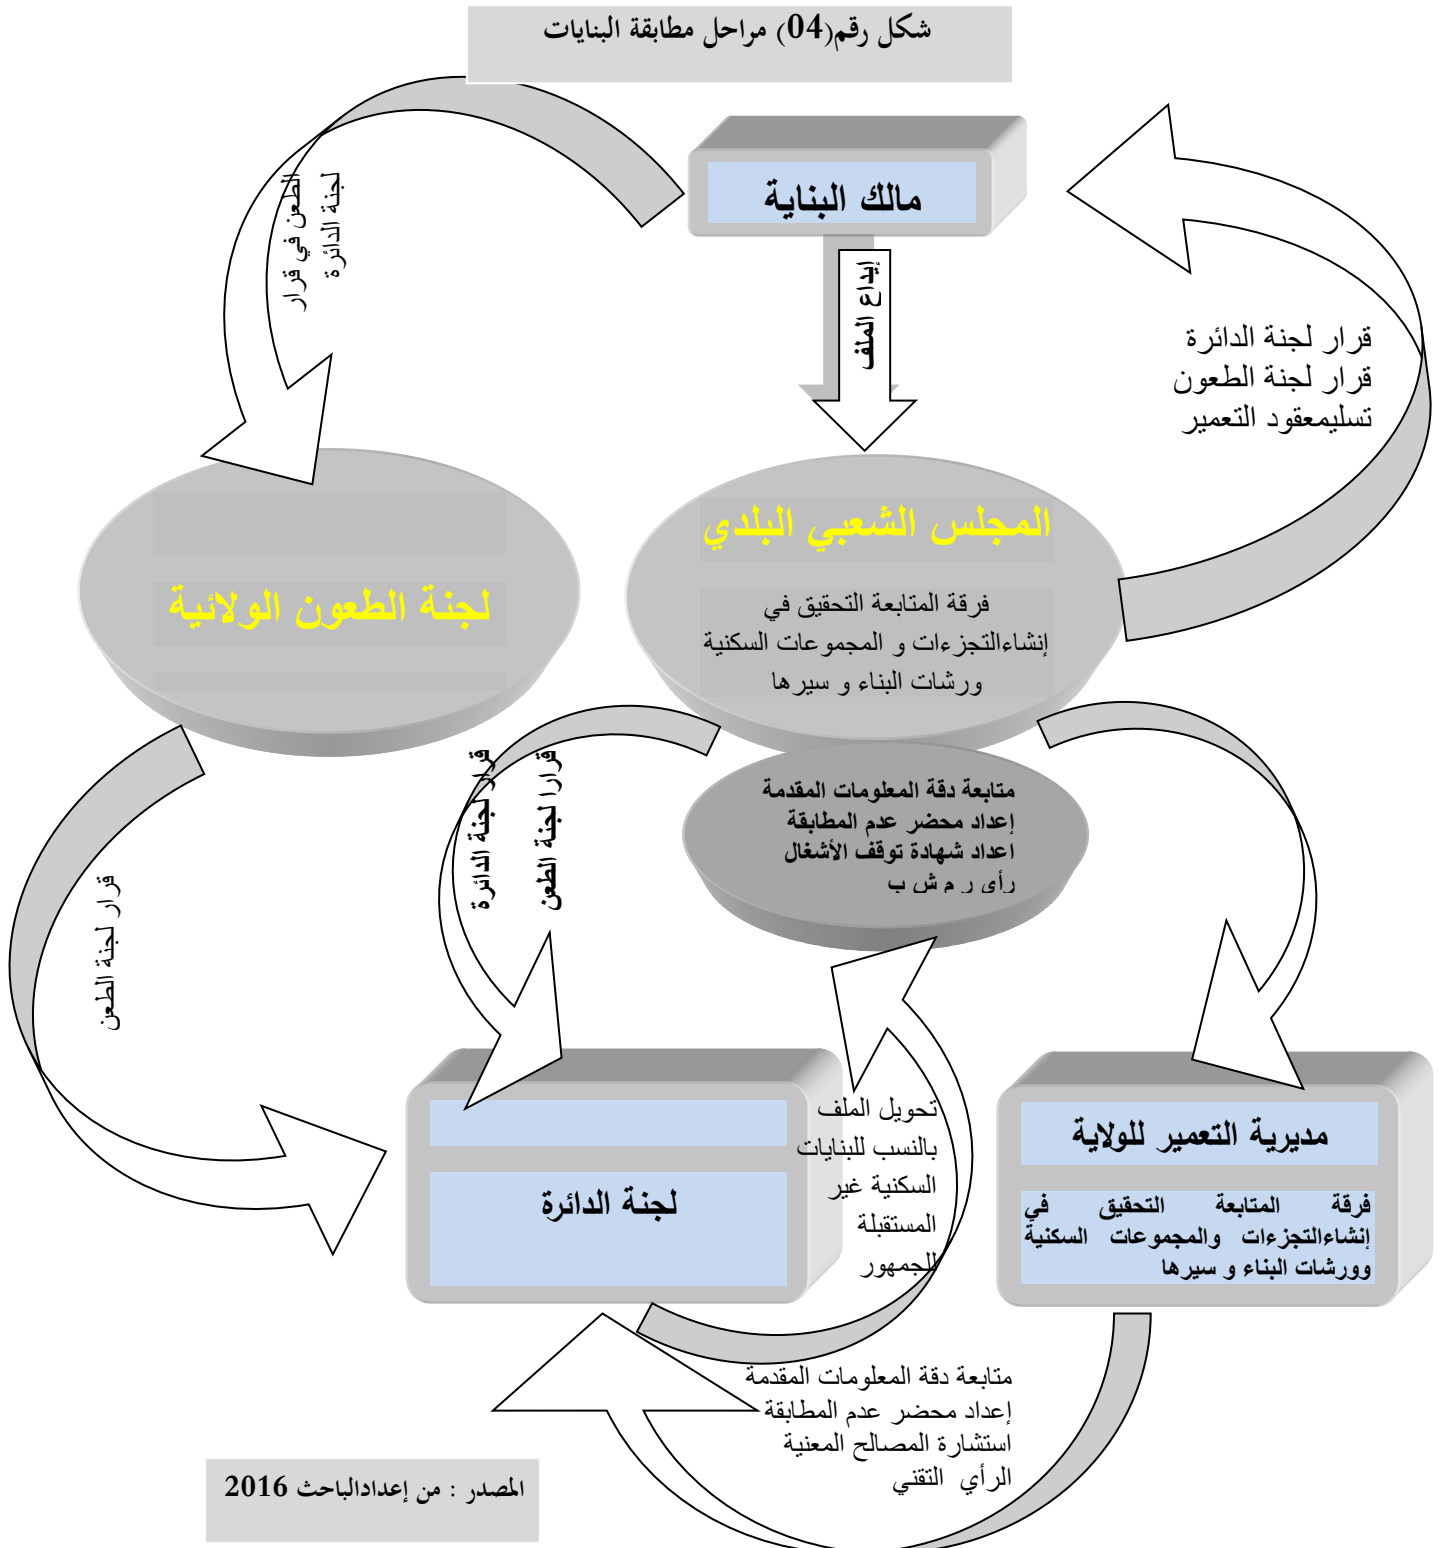 شكل رقم(04) مراحل مطابقة البنايات
مالك البناية
إيداع الملف
الطعن في قرار
لجنة الدائرة
قرار لجنة الدائرة
قرار لجنة الطعون
تسليمعقود التعمير
المجلس الشعبي البلدي
فرقة المتابعة التحقيق في
إنشاءالتجزءات و المجموعات السكنية
ورشات البناء و سيرها
لجنة الطعون الولائية
متابعة دقة المعلومات المقدمة
إعداد محضر عدم المطابقة
اعداد شهادة توقف الأشغال
رأي ر م ش ب
قرار لجنة الدائرة
قرارا لجنة الطعن
قرار لجنة الطعن
لجنة الدائرة
تحويل الملف
بالنسب للبنايات
السكنية غير
المستقبلة
للجمهور
مديرية التعمير للولاية
فرقة المتابعة التحقيق في
إنشاءالتجزءات والمجموعات السكنية
وورشات البناء و سيرها
متابعة دقة المعلومات المقدمة
إعداد محضر عدم المطابقة
استشارة المصالح المعنية
الرأي التقني
المصدر : من إعدادالباحث 2016